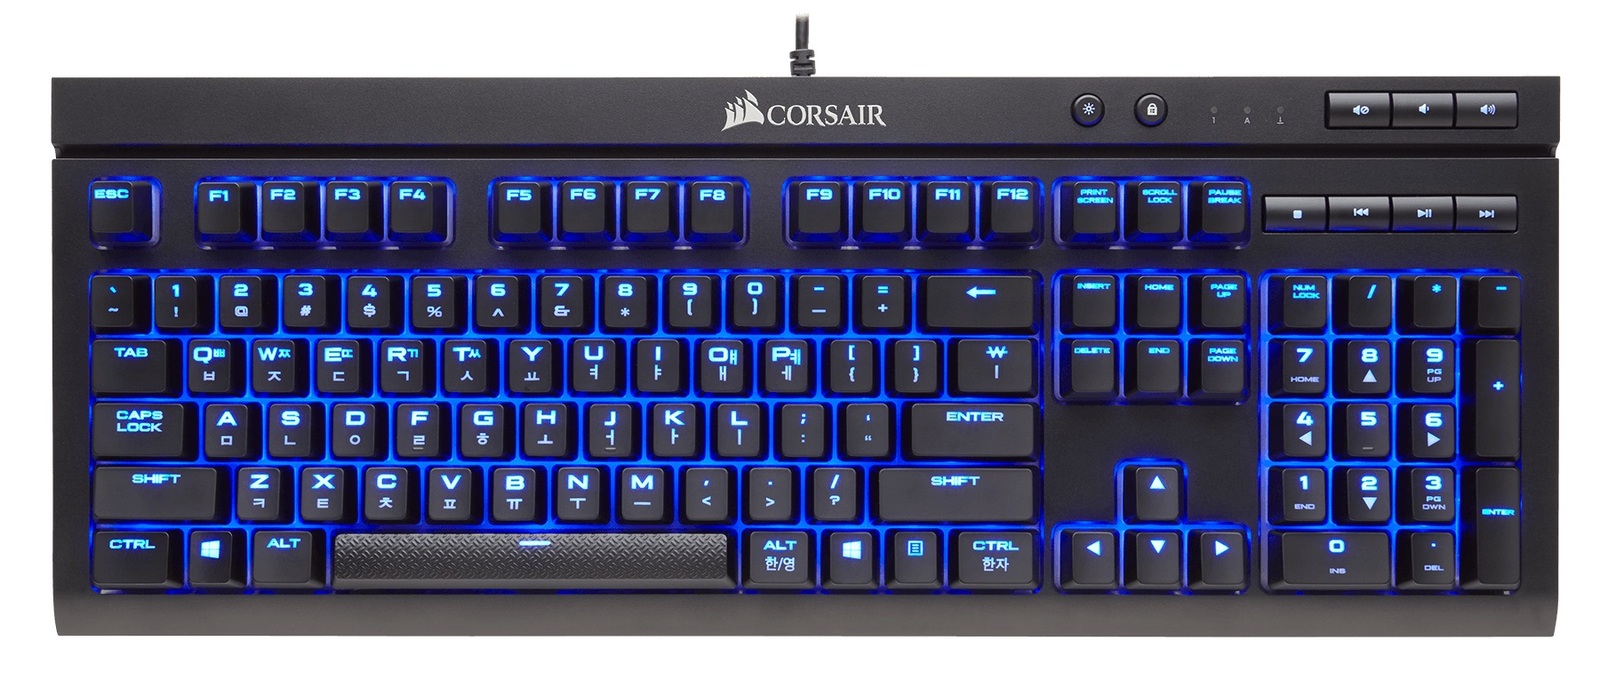 CORSAIR
1 A
ESC F1 F2 F3 F4 F5 F6 F7 F8 F9 F10 F11 F12 PRINT SCREEN SCROLL LOCK PAUSE BREAK
` ~ 1 ! 2 @ 3 # 4 $ 5 % 6 ^ 7 & 8 * 9 ( 0 ) - _ = + ← INSERT HOME PAGE UP NUM LOCK / * -
TAB Q ㅃ ㅂ W ㅉ ㅈ E ㄸ ㄷ R ㄲ ㄱ T ㅆ ㅅ Y ㅛ U ㅕ I ㅑ O ㅒ ㅐ P ㅖ ㅔ [ { ] } ₩ | DELETE END PAGE DOWN 7 HOME 8 ▲ 9 PG UP +
CAPS LOCK A ㅁ S ㄴ D ㅇ F ㄹ G ㅎ H ㅗ J ㅓ K ㅏ L ㅣ ; : ' " ENTER 4 ◀ 5 _ 6 ▶
SHIFT Z ㅋ X ㅌ C ㅊ V ㅍ B ㅠ N ㅜ M ㅡ , < . > / ? SHIFT ▲ 1 END 2 ▼ 3 PG DWN ENTER
CTRL ALT ALT 한/영 CTRL 한자 ◀ ▼ ▶ 0 INS . DEL